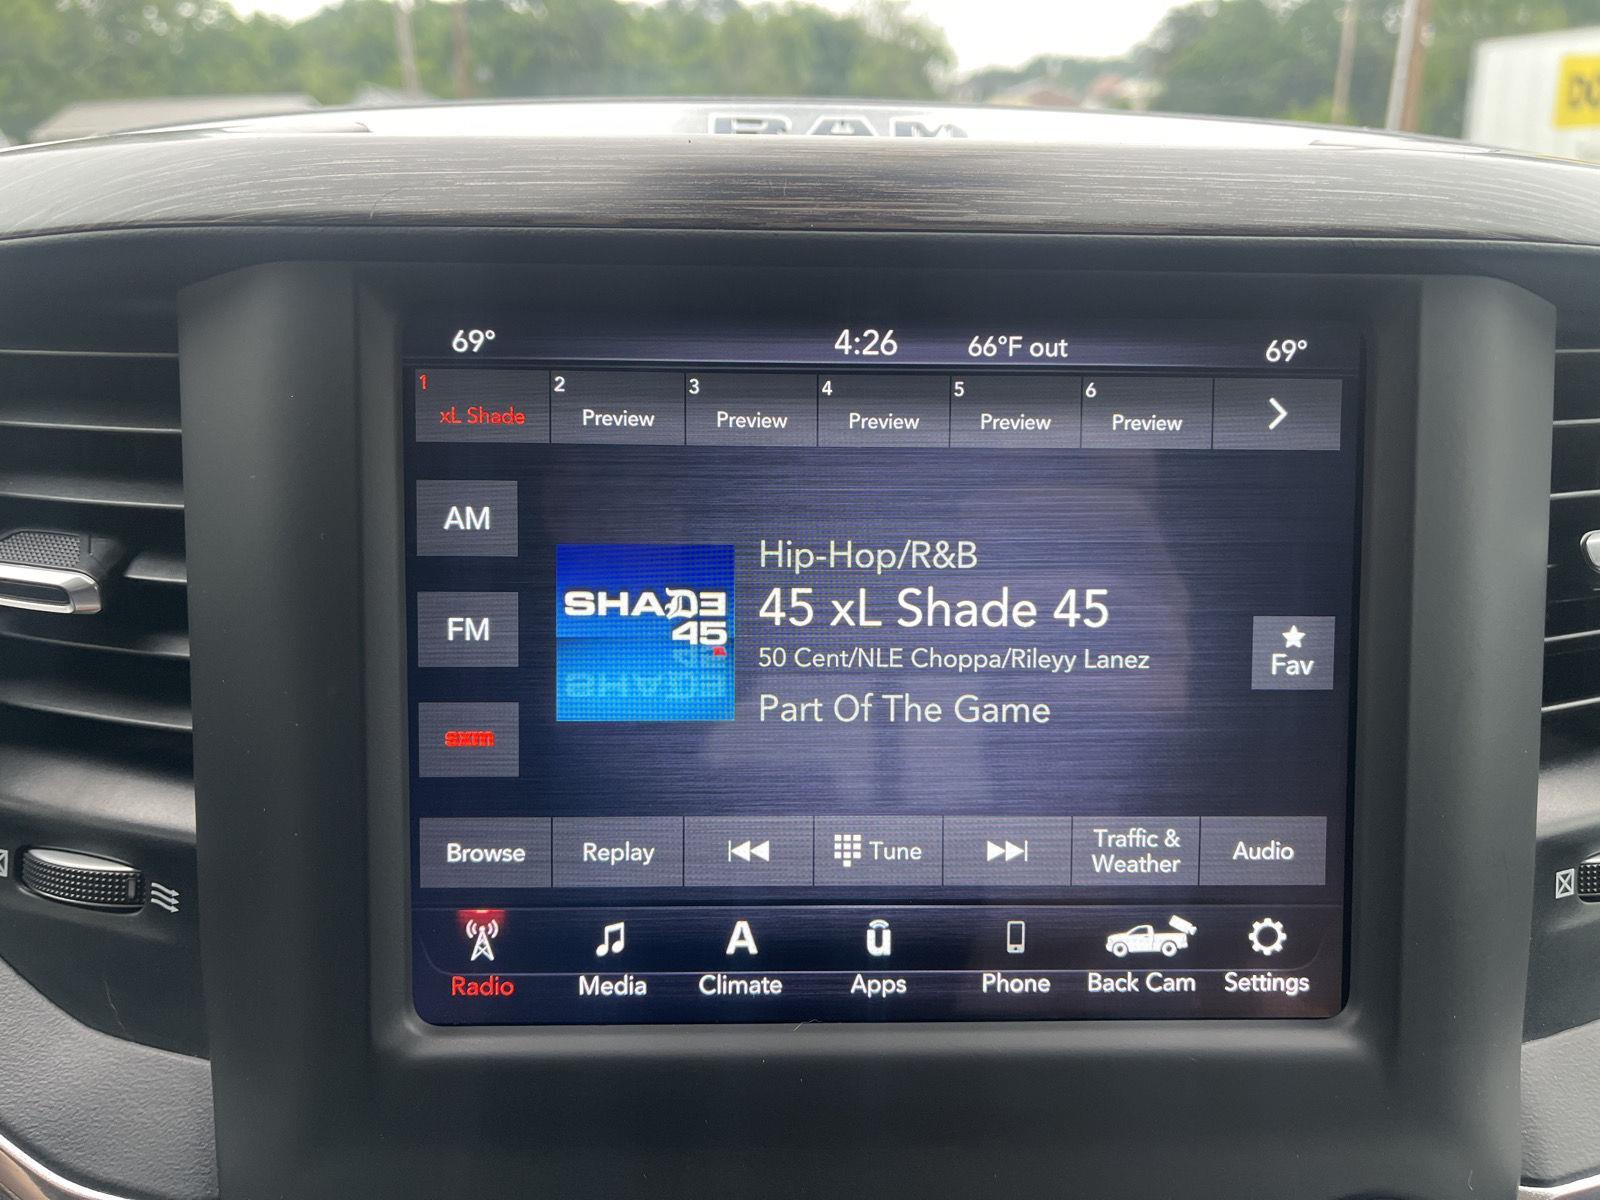 RAM
69° 4:26 66°F out 69°
1 xL Shade 2 Preview 3 Preview 4 Preview 5 Preview 6 Preview
AM
FM
sxm
SHADE
45
Hip-Hop/R&B
45 xL Shade 45
50 Cent/NLE Choppa/Rileyy Lanez
Part Of The Game
Fav
Browse Replay Tune Traffic & Weather Audio
A
Radio Media Climate Apps Phone Back Cam Settings